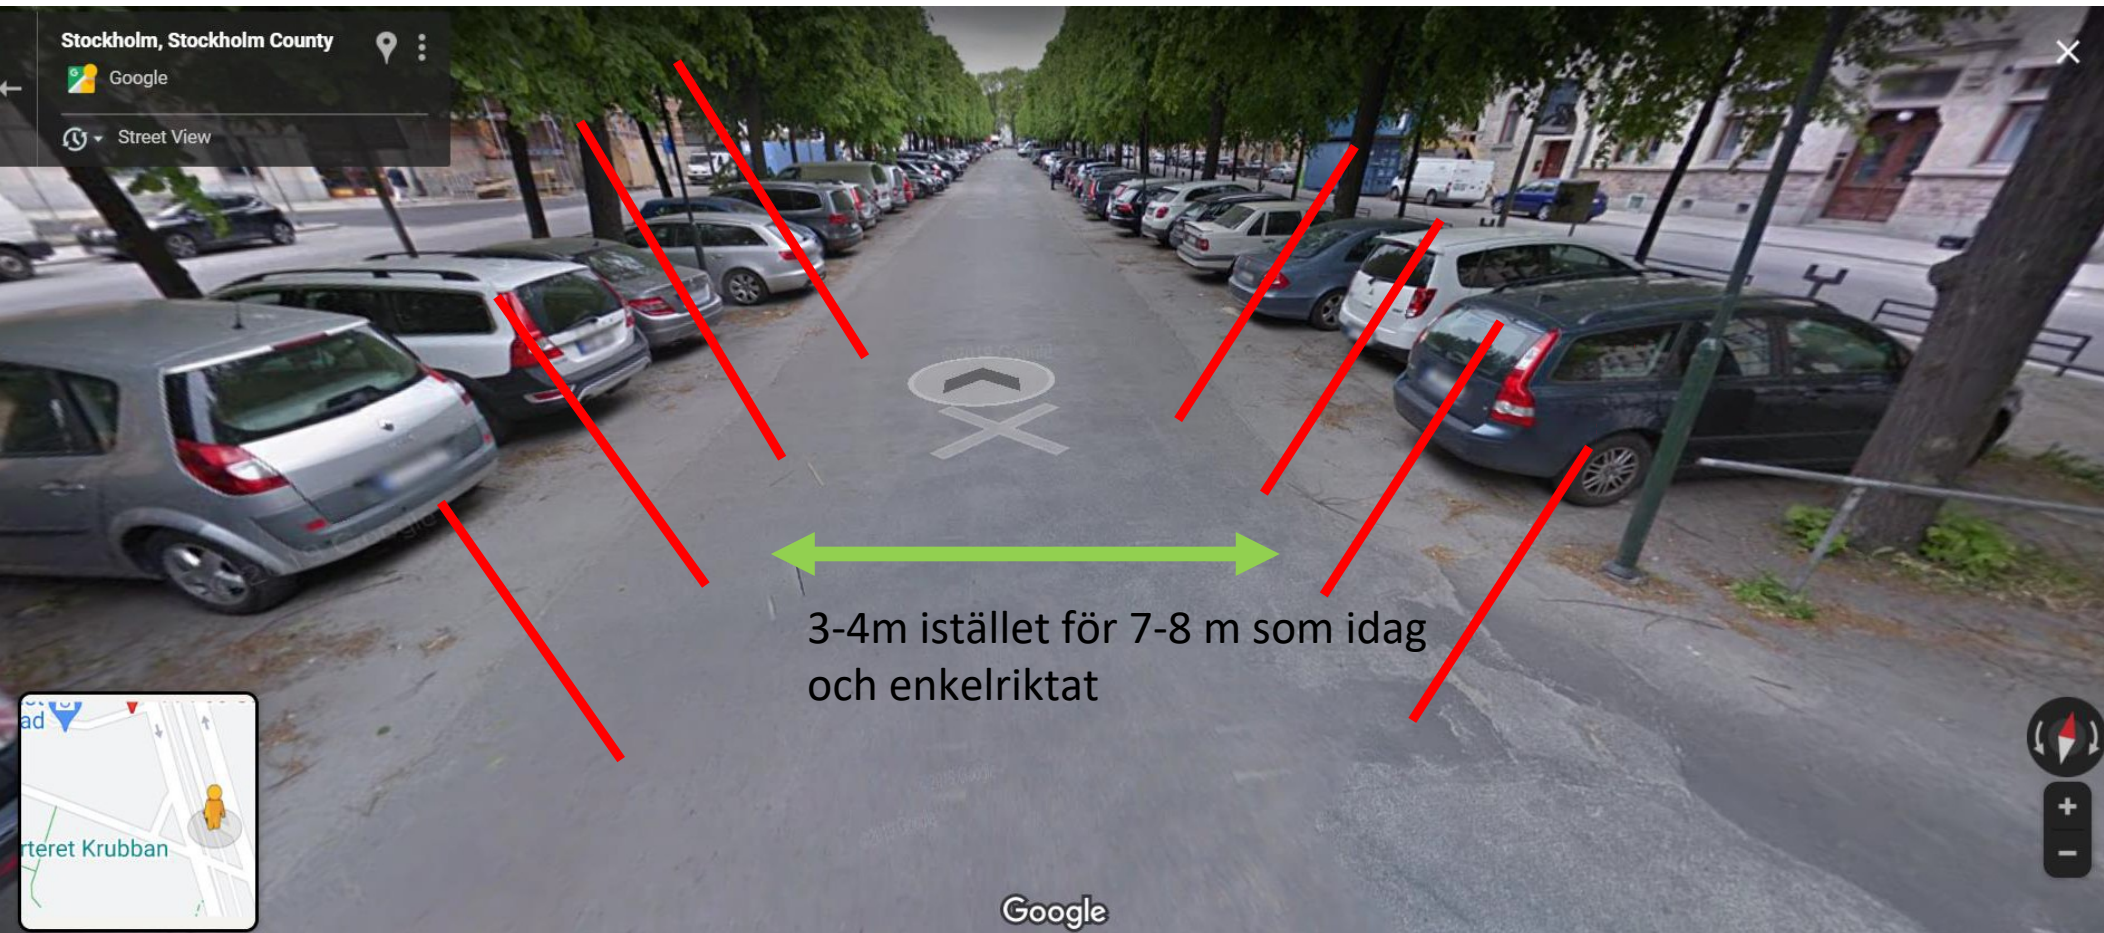 Stockholm, Stockholm County
Google
Street View
3-4m istället för 7-8 m som idag
och enkelriktat
ad
rteret Krubban
Google